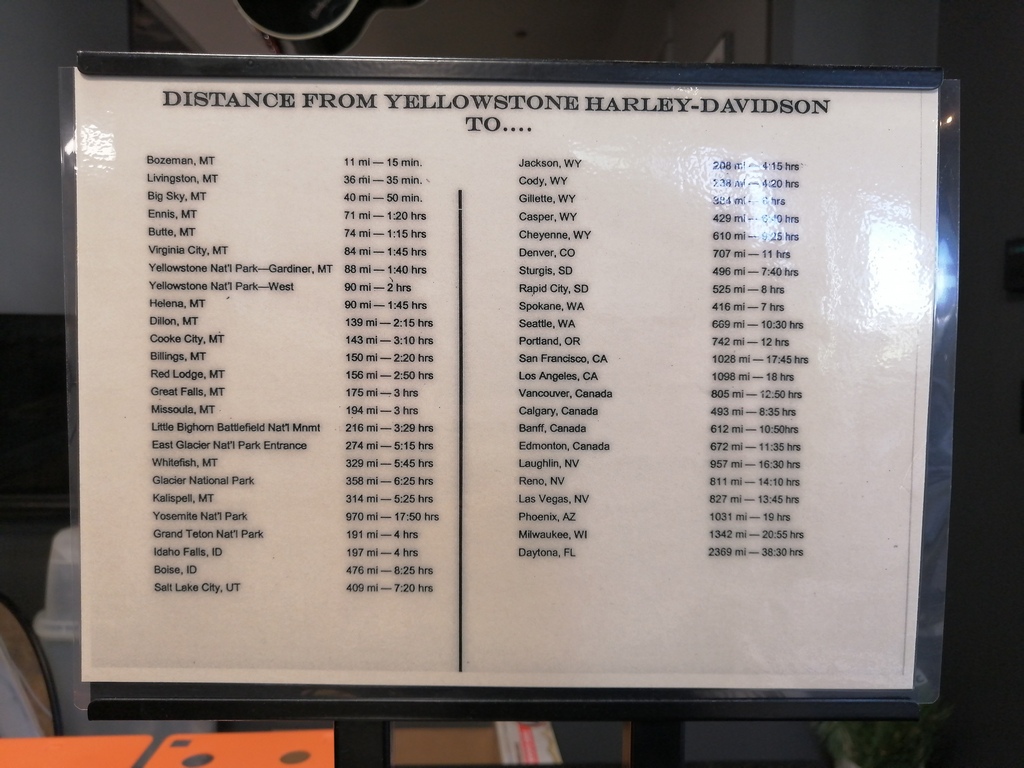 DISTANCE FROM YELLOWSTONE HARLEY-DAVIDSON
TO....
Bozeman, MT 11 mi — 15 min.
Livingston, MT 36 mi — 35 min.
Big Sky, MT 40 mi — 50 min.
Ennis, MT 71 mi — 1:20 hrs
Butte, MT 74 mi — 1:15 hrs
Virginia City, MT 84 mi — 1:45 hrs
Yellowstone Nat'l Park—Gardiner, MT 88 mi — 1:40 hrs
Yellowstone Nat'l Park—West 90 mi — 2 hrs
Helena, MT 90 mi — 1:45 hrs
Dillon, MT 139 mi — 2:15 hrs
Cooke City, MT 143 mi — 3:10 hrs
Billings, MT 150 mi — 2:20 hrs
Red Lodge, MT 156 mi — 2:50 hrs
Great Falls, MT 175 mi — 3 hrs
Missoula, MT 194 mi — 3 hrs
Little Bighorn Battlefield Nat'l Mnmt 216 mi — 3:29 hrs
East Glacier Nat'l Park Entrance 274 mi — 5:15 hrs
Whitefish, MT 329 mi — 5:45 hrs
Glacier National Park 358 mi — 6:25 hrs
Kalispell, MT 314 mi — 5:25 hrs
Yosemite Nat'l Park 970 mi — 17:50 hrs
Grand Teton Nat'l Park 191 mi — 4 hrs
Idaho Falls, ID 197 mi — 4 hrs
Boise, ID 476 mi — 8:25 hrs
Salt Lake City, UT 409 mi — 7:20 hrs
Jackson, WY 208 mi — 4:15 hrs
Cody, WY mi — 4:20 hrs
Gillette, WY mi — hrs
Casper, WY 429 mi — hrs
Cheyenne, WY 610 mi — 9:25 hrs
Denver, CO 707 mi — 11 hrs
Sturgis, SD 496 mi — 7:40 hrs
Rapid City, SD 525 mi — 8 hrs
Spokane, WA 416 mi — 7 hrs
Seattle, WA 669 mi — 10:30 hrs
Portland, OR 742 mi — 12 hrs
San Francisco, CA 1028 mi — 17:45 hrs
Los Angeles, CA 1098 mi — 18 hrs
Vancouver, Canada 805 mi — 12:50 hrs
Calgary, Canada 493 mi — 8:35 hrs
Banff, Canada 612 mi — 10:50hrs
Edmonton, Canada 672 mi — 11:35 hrs
Laughlin, NV 957 mi — 16:30 hrs
Reno, NV 811 mi — 14:10 hrs
Las Vegas, NV 827 mi — 13:45 hrs
Phoenix, AZ 1031 mi — 19 hrs
Milwaukee, WI 1342 mi — 20:55 hrs
Daytona, FL 2369 mi — 38:30 hrs